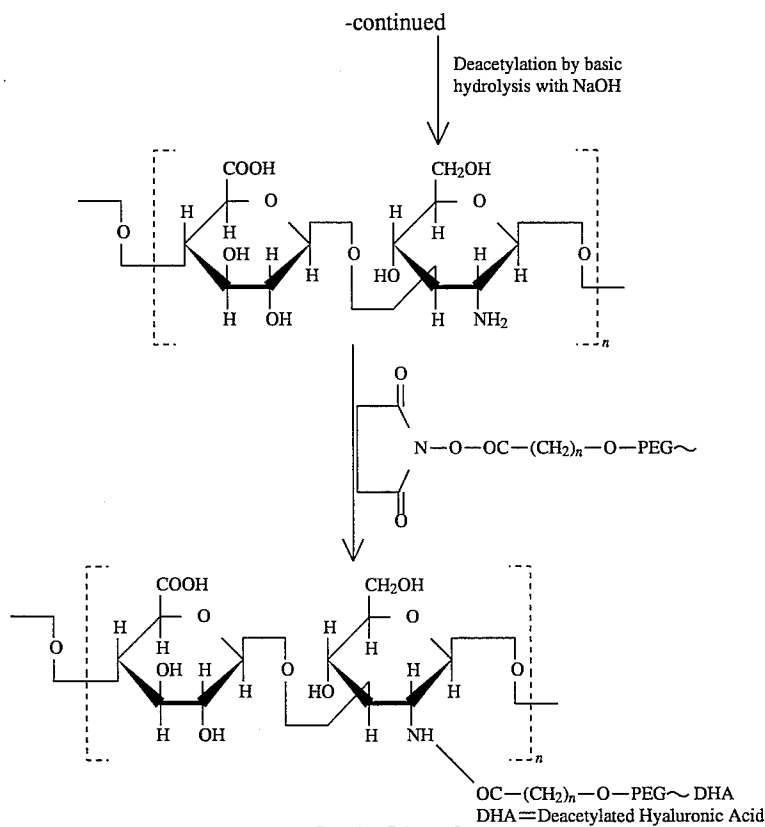 -continued
Deacetylation by basic
hydrolysis with NaOH
COOH CH₂OH
O O
H H H H
O OH H H O HO H H O
H OH H NH₂
n
O
N—O—OC—(CH₂)n—O—PEG～
O
COOH CH₂OH
O O
H H H H
O OH H H O HO H H O
H OH H NH
n
OC—(CH₂)n—O—PEG～DHA
DHA=Deacetylated Hyaluronic Acid